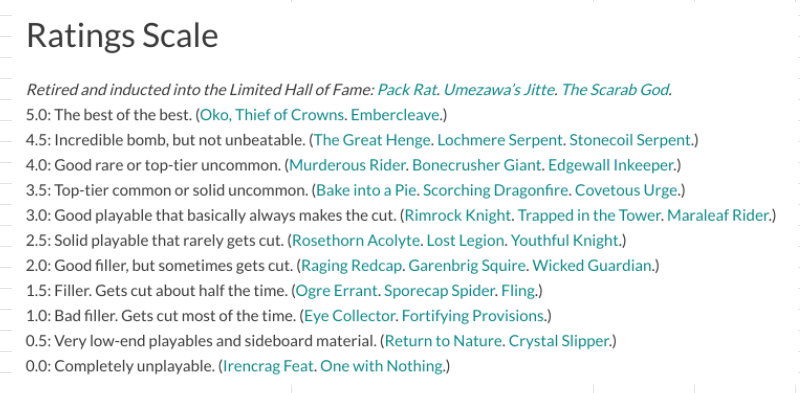 Ratings Scale
Retired and inducted into the Limited Hall of Fame: Pack Rat. Umezawa's Jitte. The Scarab God.
5.0: The best of the best. (Oko, Thief of Crowns. Embercleave.)
4.5: Incredible bomb, but not unbeatable. (The Great Henge. Lochmere Serpent. Stonecoil Serpent.)
4.0: Good rare or top-tier uncommon. (Murderous Rider. Bonecrusher Giant. Edgewall Inkeeper.)
3.5: Top-tier common or solid uncommon. (Bake into a Pie. Scorching Dragonfire. Covetous Urge.)
3.0: Good playable that basically always makes the cut. (Rimrock Knight. Trapped in the Tower. Maraleaf Rider.)
2.5: Solid playable that rarely gets cut. (Rosethorn Acolyte. Lost Legion. Youthful Knight.)
2.0: Good filler, but sometimes gets cut. (Raging Redcap. Garenbrig Squire. Wicked Guardian.)
1.5: Filler. Gets cut about half the time. (Ogre Errant. Sporecap Spider. Fling.)
1.0: Bad filler. Gets cut most of the time. (Eye Collector. Fortifying Provisions.)
0.5: Very low-end playables and sideboard material. (Return to Nature. Crystal Slipper.)
0.0: Completely unplayable. (Irencrag Feat. One with Nothing.)